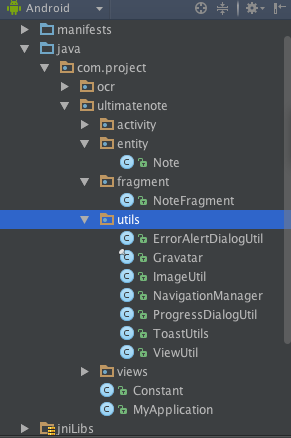 Android
manifests
java
com.project
ocr
ultimatenote
activity
entity
Note
fragment
NoteFragment
utils
ErrorAlertDialogUtil
Gravatar
ImageUtil
NavigationManager
ProgressDialogUtil
ToastUtils
ViewUtil
views
Constant
MyApplication
jniLibs